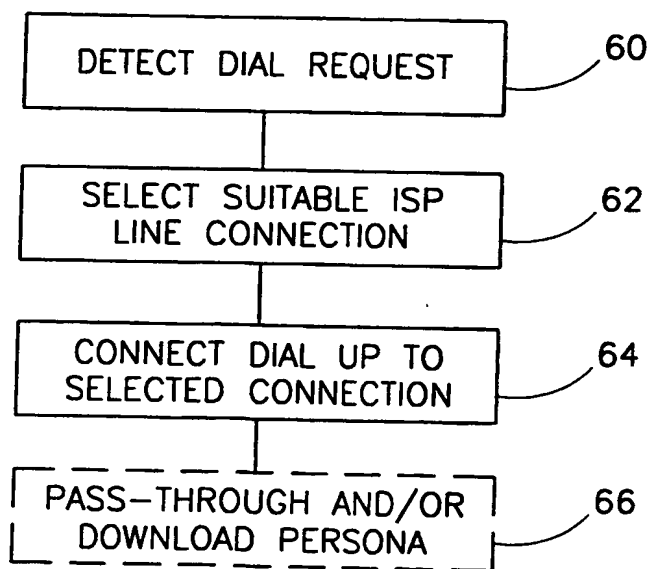 DETECT DIAL REQUEST
60
SELECT SUITABLE ISP
LINE CONNECTION
62
CONNECT DIAL UP TO
SELECTED CONNECTION
64
PASS-THROUGH AND/OR
DOWNLOAD PERSONA
66